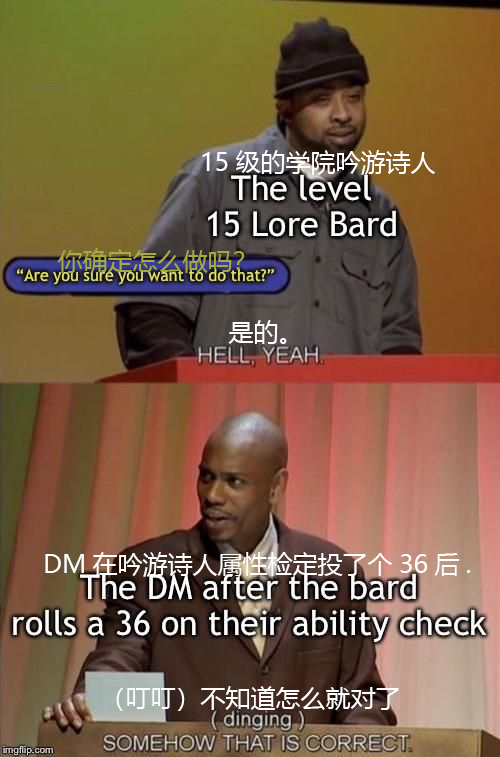 15 级的学院吟游诗人
The level
15 Lore Bard
你确定怎么做吗？
“Are you sure you want to do that?”
是的。
HELL, YEAH.
DM 在吟游诗人属性检定投了个 36 后 .
The DM after the bard
rolls a 36 on their ability check
（叮叮）不知道怎么就对了
( dinging )
SOMEHOW THAT IS CORRECT.
imgflip.com